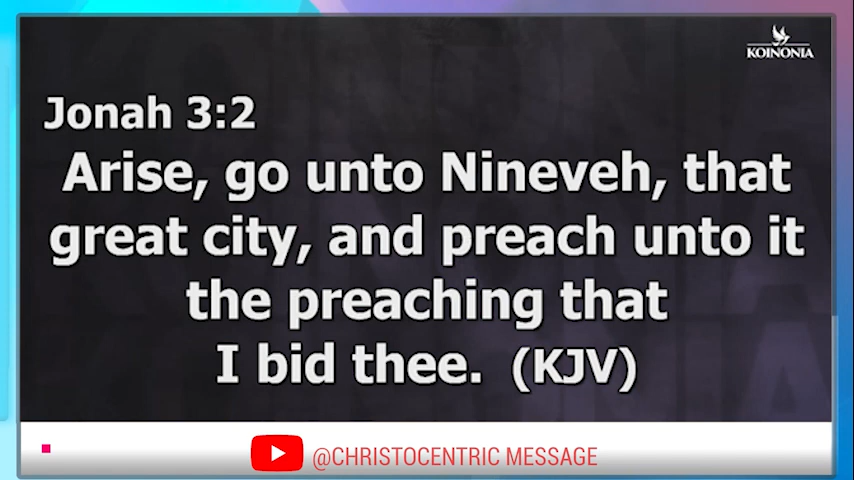 KOINONIA
Jonah 3:2
Arise, go unto Nineveh, that
great city, and preach unto it
the preaching that
I bid thee. (KJV)
@CHRISTOCENTRIC MESSAGE